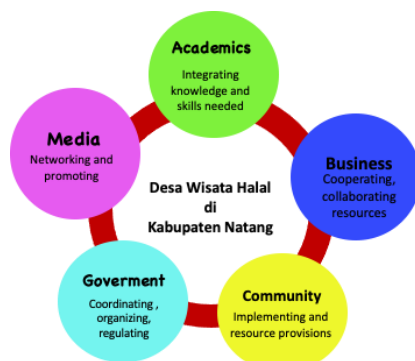 Academics
Integrating
knowledge and
skills needed
Media
Networking and
promoting
Business
Cooperating,
collaborating
resources
Desa Wisata Halal
di
Kabupaten Natang
Goverment
Coordinating ,
organizing,
regulating
Community
Implementing and
resource provisions